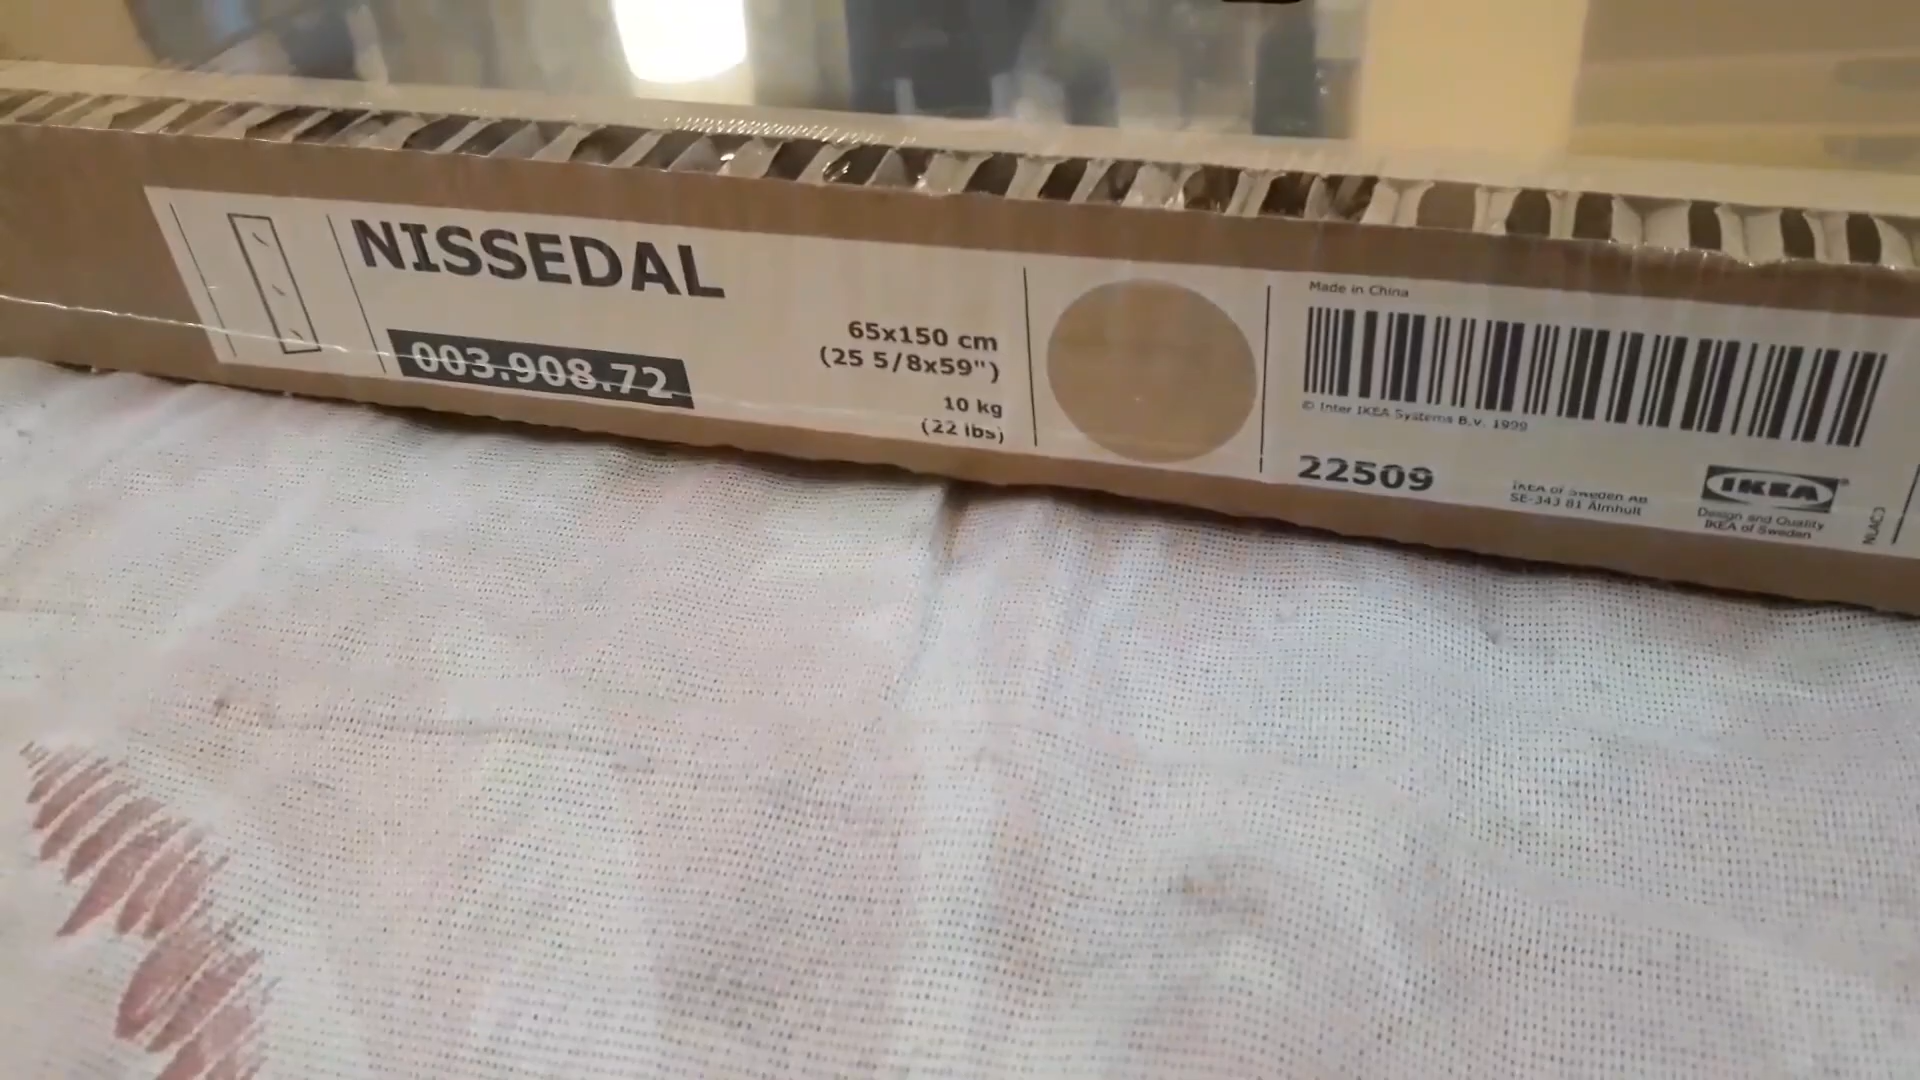 NISSEDAL
003.908.72
65x150 cm
(25 5/8x59")
10 kg
(22 lbs)
Made in China
© Inter IKEA Systems B.V. 1999
22509
IKEA of Sweden AB
SE-343 81 Älmhult
IKEA®
Design and Quality
IKEA of Sweden